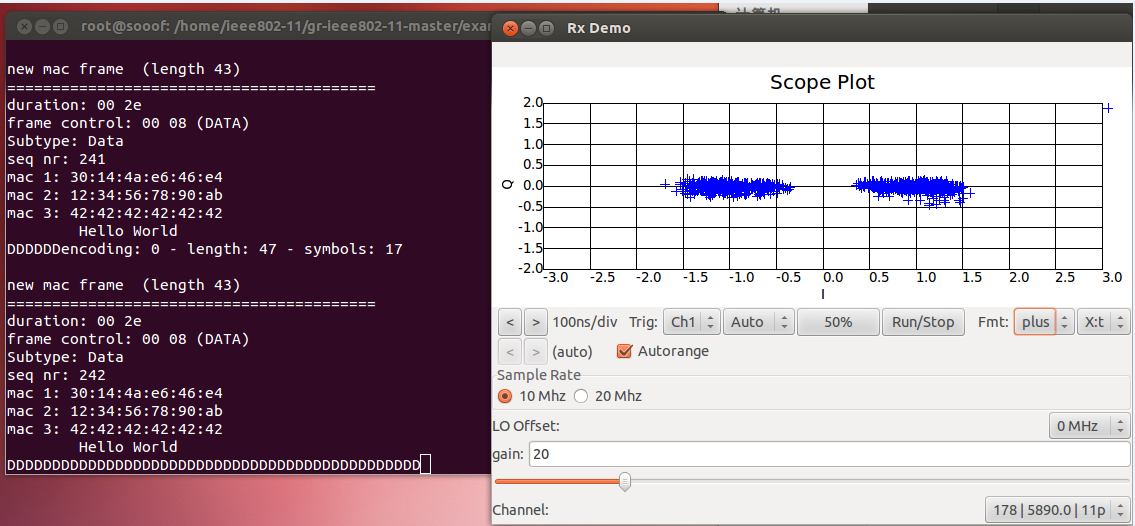 root@sooof: /home/ieee802-11/gr-ieee802-11-master/exa
new mac frame  (length 43)
=========================================
duration: 00 2e
frame control: 00 08 (DATA)
Subtype: Data
seq nr: 241
mac 1: 30:14:4a:e6:46:e4
mac 2: 12:34:56:78:90:ab
mac 3: 42:42:42:42:42:42
Hello World
DDDDDDencoding: 0 - length: 47 - symbols: 17
new mac frame  (length 43)
=========================================
duration: 00 2e
frame control: 00 08 (DATA)
Subtype: Data
seq nr: 242
mac 1: 30:14:4a:e6:46:e4
mac 2: 12:34:56:78:90:ab
mac 3: 42:42:42:42:42:42
Hello World
DDDDDDDDDDDDDDDDDDDDDDDDDDDDDDDDDDDDDDDDDDDDDD
计算机
Rx Demo
Scope Plot
2.0
1.5
1.0
0.5
0.0
-0.5
-1.0
-1.5
-2.0
Q
-3.0 -2.5 -2.0 -1.5 -1.0 -0.5 0.0 0.5 1.0 1.5 2.0 2.5 3.0
I
< > 100ns/div Trig: Ch1 Auto 50% Run/Stop Fmt: plus X:t
< > (auto) Autorange
Sample Rate
10 Mhz 20 Mhz
LO Offset: 0 MHz
gain: 20
Channel: 178 | 5890.0 | 11p